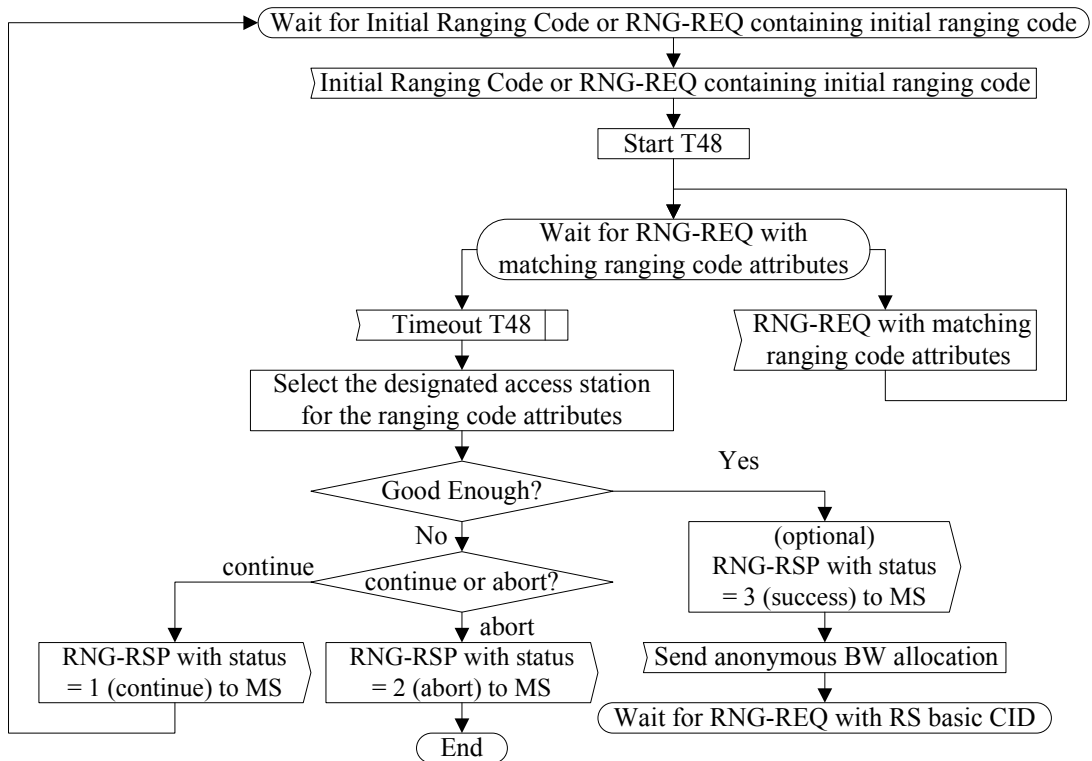 Wait for Initial Ranging Code or RNG-REQ containing initial ranging code
Initial Ranging Code or RNG-REQ containing initial ranging code
Start T48
Wait for RNG-REQ with
matching ranging code attributes
Timeout T48
RNG-REQ with matching
ranging code attributes
Select the designated access station
for the ranging code attributes
Good Enough?
Yes
No
(optional)
RNG-RSP with status
= 3 (success) to MS
continue or abort?
continue
abort
RNG-RSP with status
= 1 (continue) to MS
RNG-RSP with status
= 2 (abort) to MS
Send anonymous BW allocation
Wait for RNG-REQ with RS basic CID
End